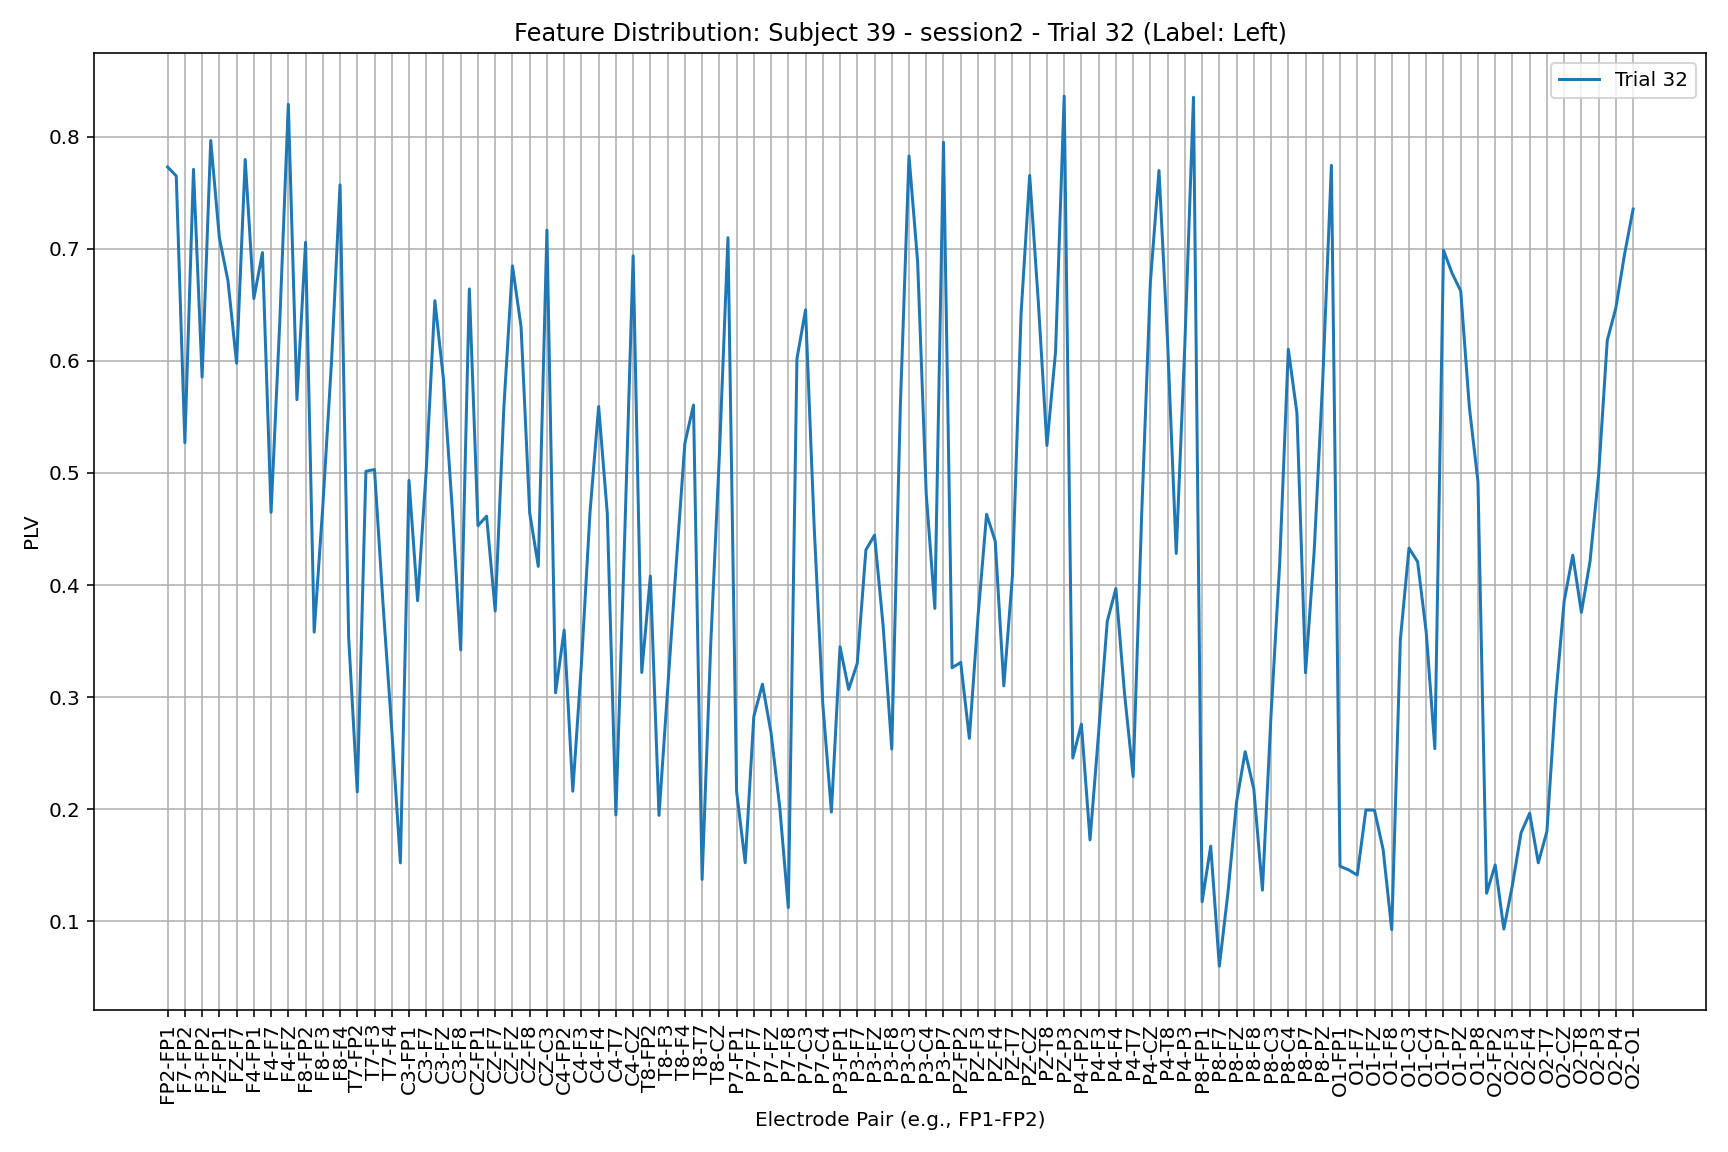 Feature Distribution: Subject 39 - session2 - Trial 32 (Label: Left)
Trial 32
PLV
0.8
0.7
0.6
0.5
0.4
0.3
0.2
0.1
FP2-FP1
F7-FP2
F3-FP2
FZ-FP1
FZ-F7
F4-FP1
F4-F7
F4-FZ
F8-FP2
F8-F3
F8-F4
T7-FP2
T7-F3
T7-F4
C3-FP1
C3-F7
C3-FZ
C3-F8
CZ-FP1
CZ-F7
CZ-FZ
CZ-F8
CZ-C3
C4-FP2
C4-F3
C4-F4
C4-T7
C4-CZ
T8-FP2
T8-F3
T8-F4
T8-T7
T8-CZ
P7-FP1
P7-F7
P7-FZ
P7-F8
P7-C3
P7-C4
P3-FP1
P3-F7
P3-FZ
P3-F8
P3-C3
P3-C4
P3-P7
PZ-FP2
PZ-F3
PZ-F4
PZ-T7
PZ-CZ
PZ-T8
PZ-P3
P4-FP2
P4-F3
P4-F4
P4-T7
P4-CZ
P4-T8
P4-P3
P8-FP1
P8-F7
P8-FZ
P8-F8
P8-C3
P8-C4
P8-P7
P8-PZ
O1-FP1
O1-F7
O1-FZ
O1-F8
O1-C3
O1-C4
O1-P7
O1-PZ
O1-P8
O2-FP2
O2-F3
O2-F4
O2-T7
O2-CZ
O2-T8
O2-P3
O2-P4
O2-O1
Electrode Pair (e.g., FP1-FP2)